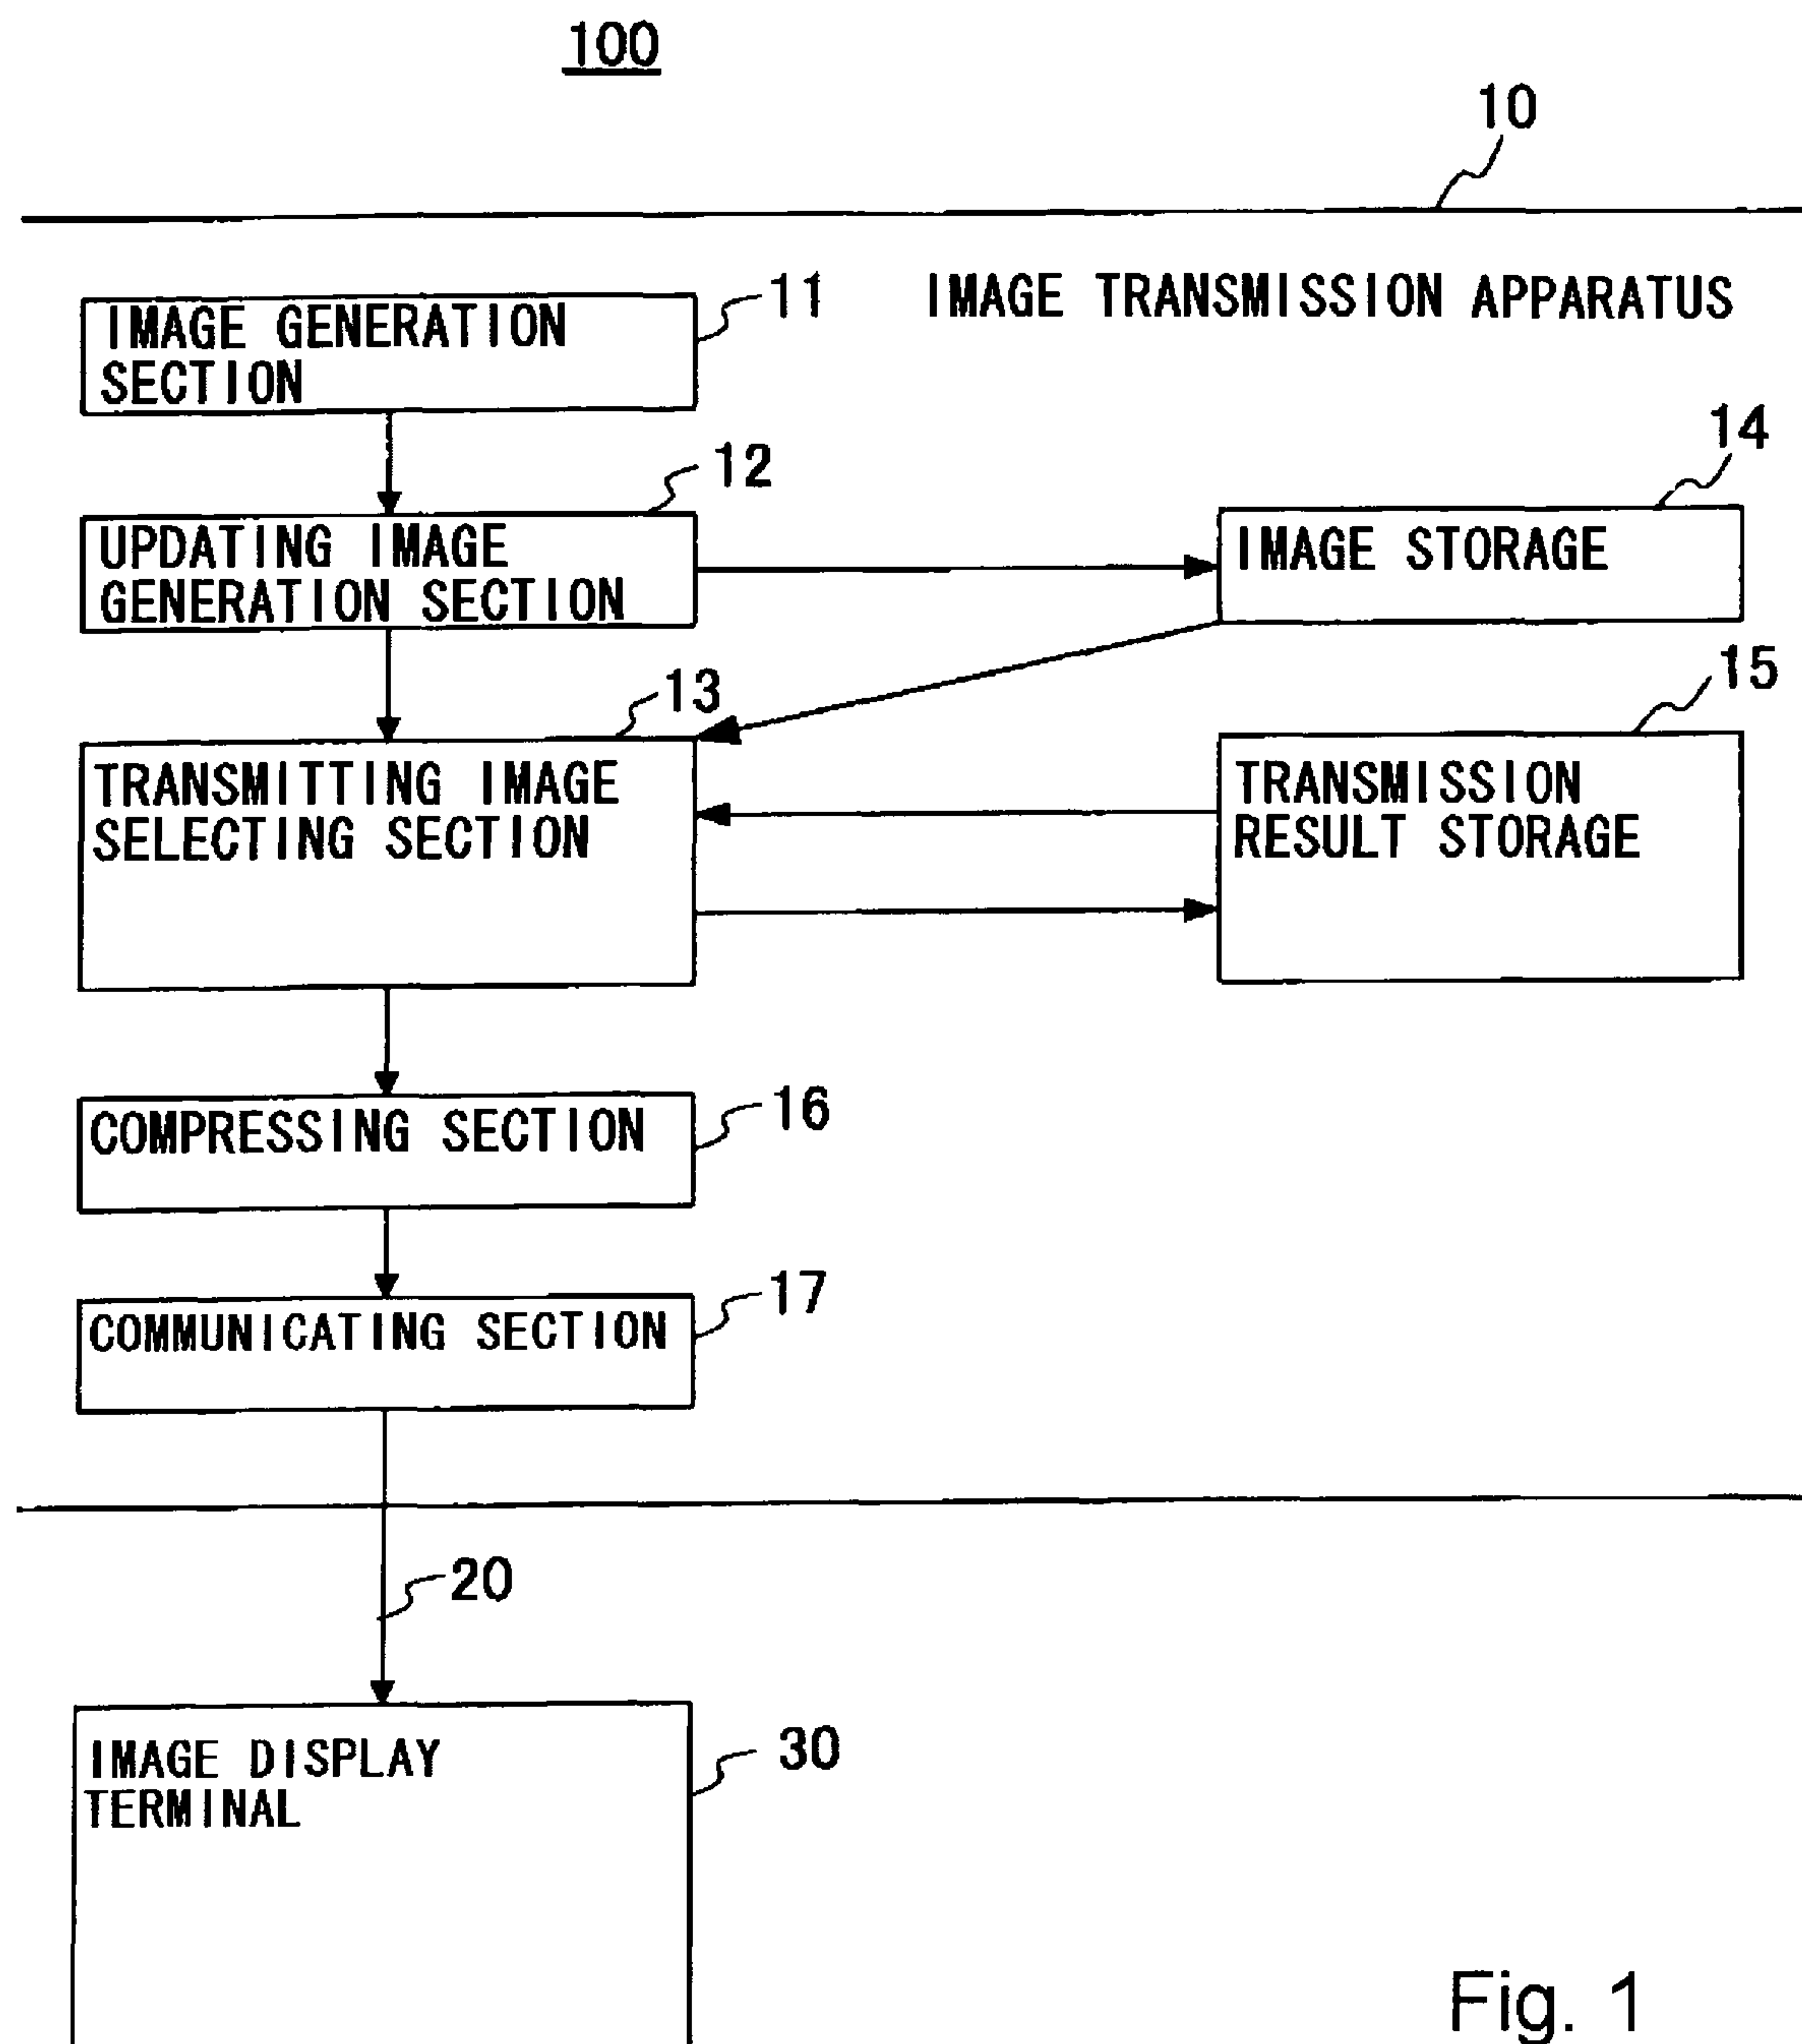 100
10
IMAGE TRANSMISSION APPARATUS
11
IMAGE GENERATION
SECTION
12
UPDATING IMAGE
GENERATION SECTION
14
IMAGE STORAGE
13
TRANSMITTING IMAGE
SELECTING SECTION
15
TRANSMISSION
RESULT STORAGE
16
COMPRESSING SECTION
17
COMMUNICATING SECTION
20
30
IMAGE DISPLAY
TERMINAL
Fig. 1